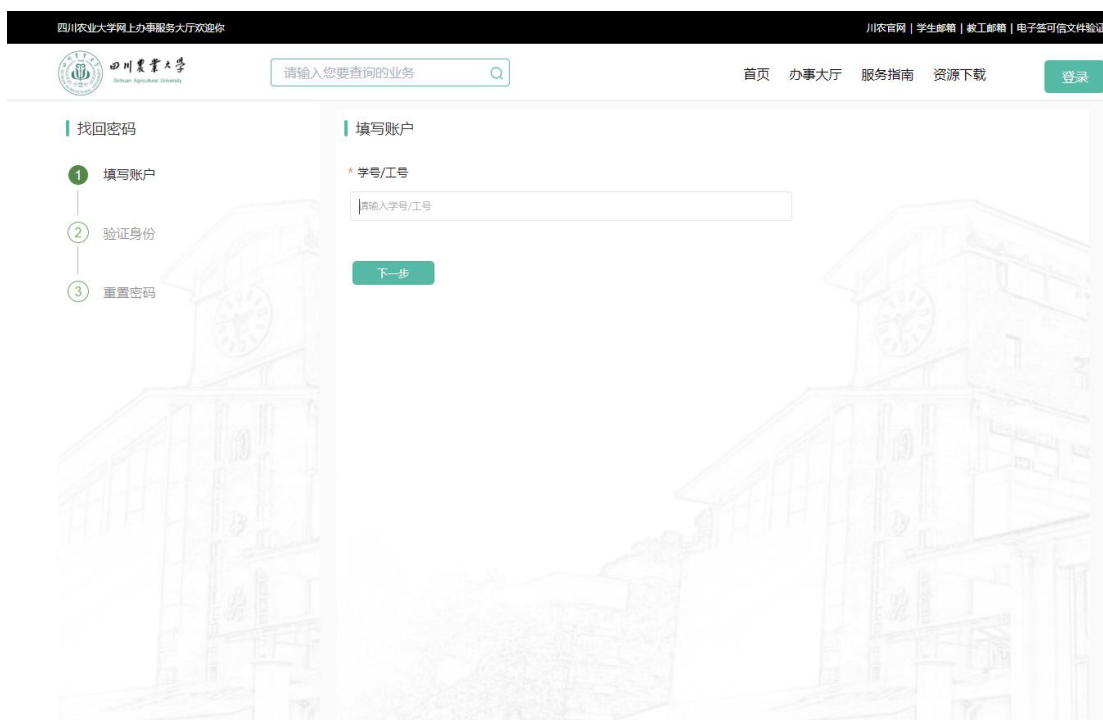 四川农业大学网上办事服务大厅欢迎你
川农官网 | 学生邮箱 | 教工邮箱 | 电子签可信文件验证
四川農業大学
Sichuan Agricultural University
请输入您要查询的业务
首页 办事大厅 服务指南 资源下载
登录
找回密码
1 填写账户
2 验证身份
3 重置密码
填写账户
* 学号/工号
请输入学号/工号
下一步